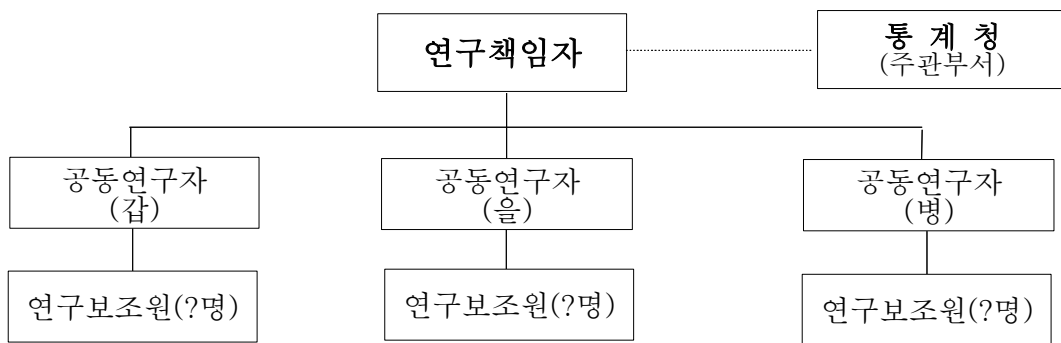 연구책임자
통 계 청
(주관부서)
공동연구자
(갑)
공동연구자
(을)
공동연구자
(병)
연구보조원(?명)
연구보조원(?명)
연구보조원(?명)